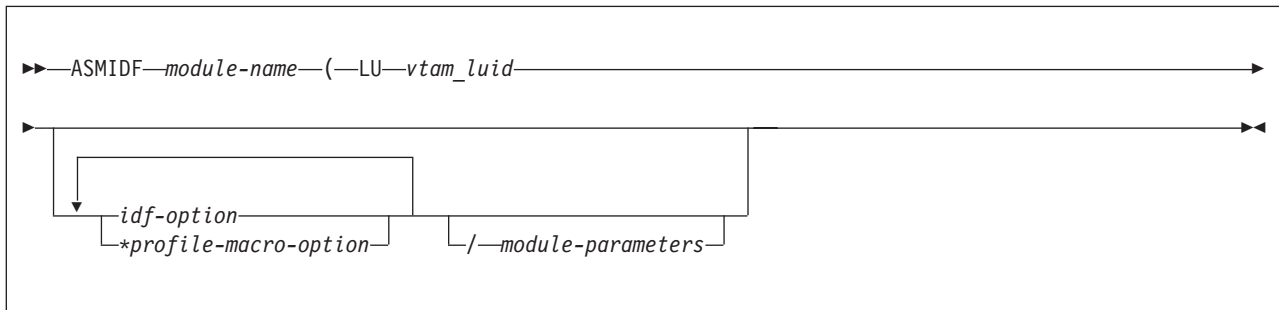 ASMIDF module-name ( LU vtam_luid
idf-option
*profile-macro-option
/ module-parameters